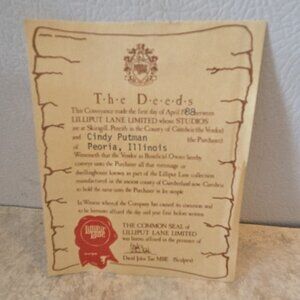 The Deeds
This Conveyance made the first day of April 1988 between
LILLIPUT LANE LIMITED whose STUDIOS
are at Skirsgill, Penrith in the County of Cumbria (the Vendor)
and Cindy Putman (the Purchaser)
of Peoria, Illinois
Witnesseth that the Vendor as Beneficial Owner hereby
conveys unto the Purchaser all that cottage or
dwellinghouse known as part of the Lilliput Lane collection
manufactured in the ancient county of Cumberland now Cumbria
to hold the same unto the Purchaser in fee simple.
In Witness whereof the Company has caused its common seal to
be hereunto affixed the day and year first before written
THE COMMON SEAL of
LILLIPUT LANE LIMITED
was hereto affixed in the presence of
David John Tate MBE (Sculptor)